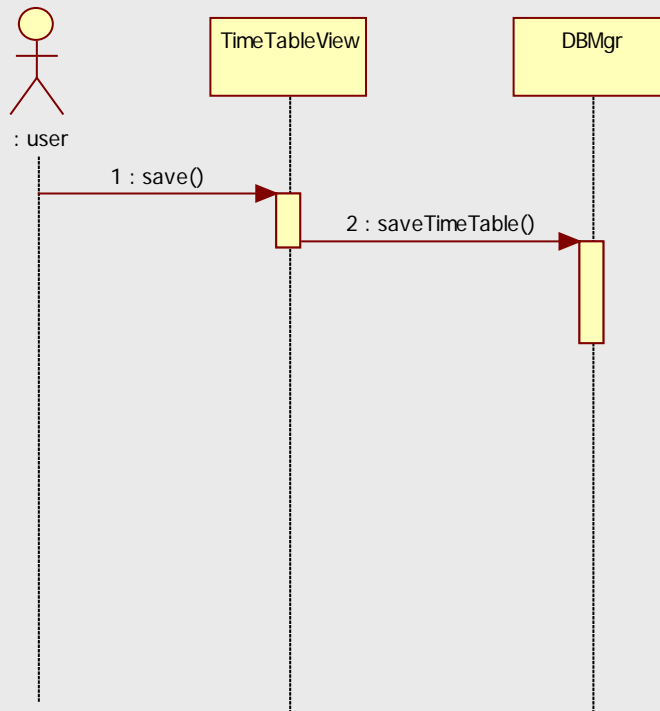 TimeTableView
DBMgr
: user
1 : save()
2 : saveTimeTable()